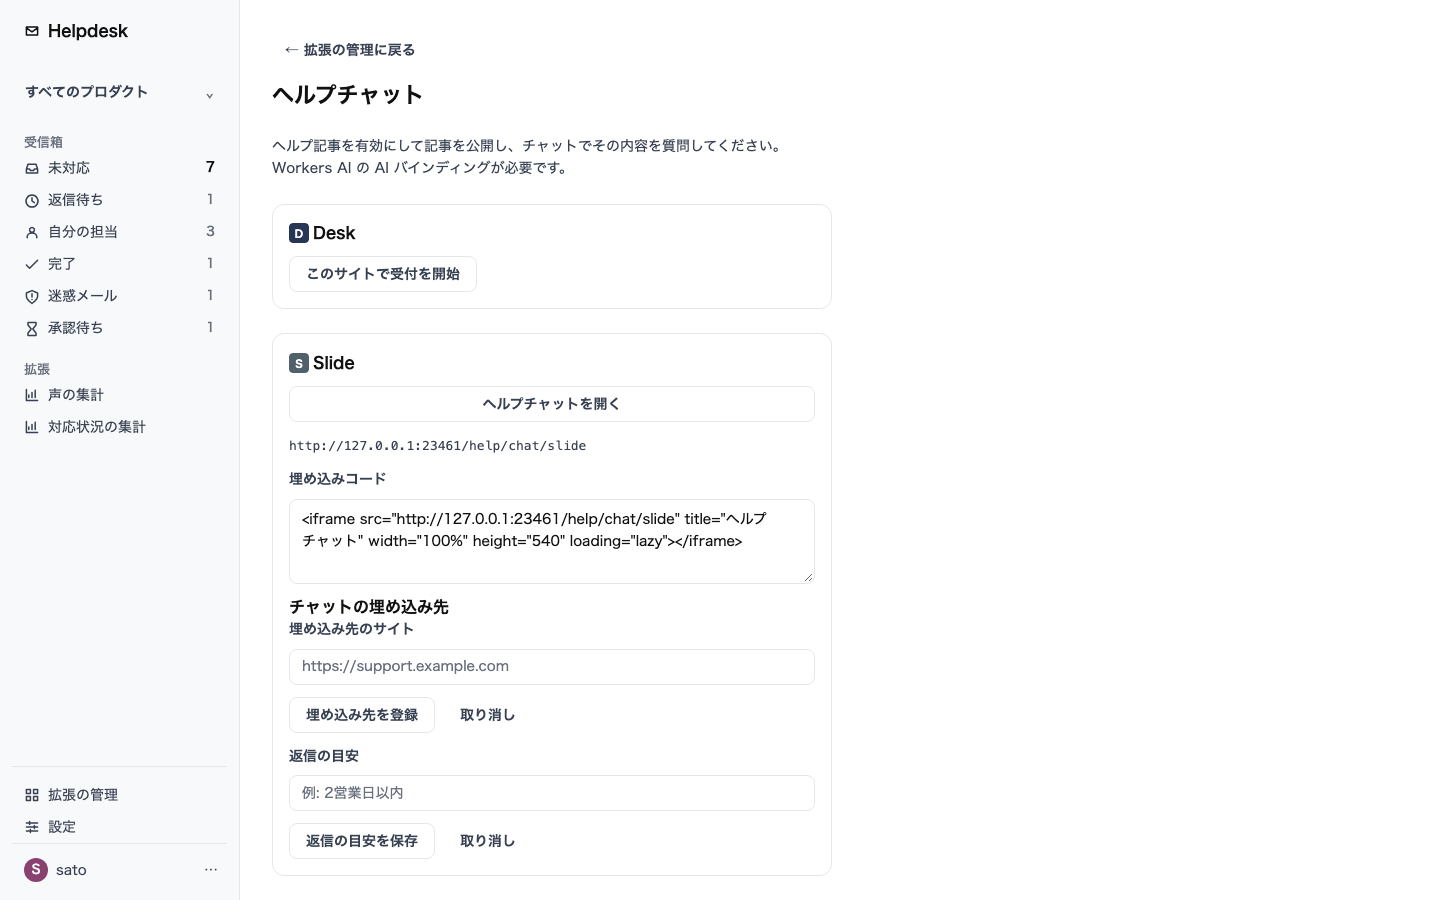 Helpdesk
すべてのプロダクト
受信箱
未対応 7
返信待ち 1
自分の担当 3
完了 1
迷惑メール 1
承認待ち 1
拡張
声の集計
対応状況の集計
拡張の管理
設定
S sato ...
← 拡張の管理に戻る
ヘルプチャット
ヘルプ記事を有効にして記事を公開し、チャットでその内容を質問してください。
Workers AI の AI バインディングが必要です。
D Desk
このサイトで受付を開始
S Slide
ヘルプチャットを開く
http://127.0.0.1:23461/help/chat/slide
埋め込みコード
<iframe src="http://127.0.0.1:23461/help/chat/slide" title="ヘルプ
チャット" width="100%" height="540" loading="lazy"></iframe>
チャットの埋め込み先
埋め込み先のサイト
https://support.example.com
埋め込み先を登録 取り消し
返信の目安
例: 2営業日以内
返信の目安を保存 取り消し